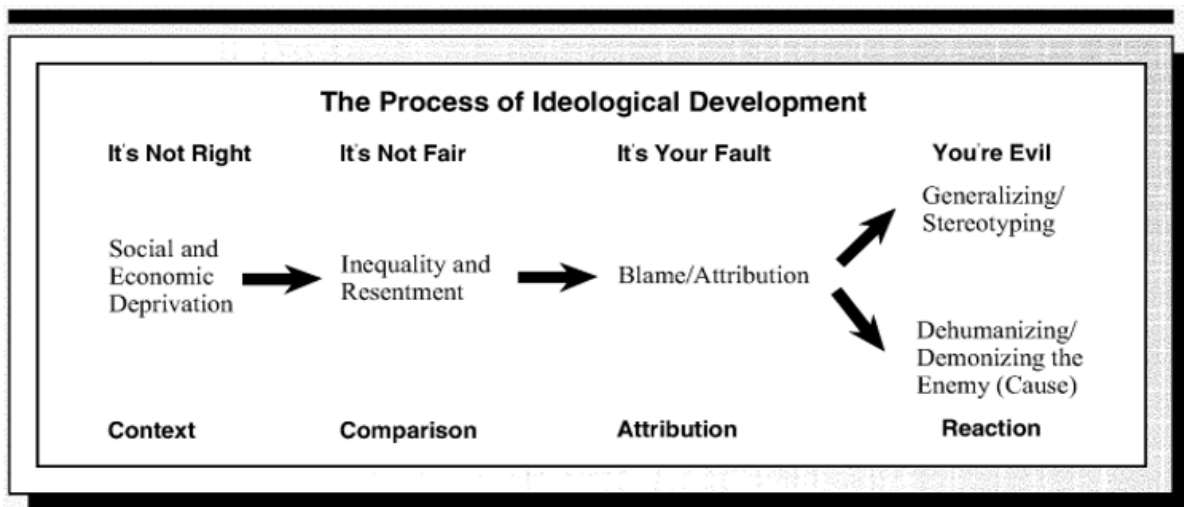 The Process of Ideological Development
It's Not Right
It's Not Fair
It's Your Fault
You're Evil
Social and
Economic
Deprivation
Inequality and
Resentment
Blame/Attribution
Generalizing/
Stereotyping
Dehumanizing/
Demonizing the
Enemy (Cause)
Context
Comparison
Attribution
Reaction